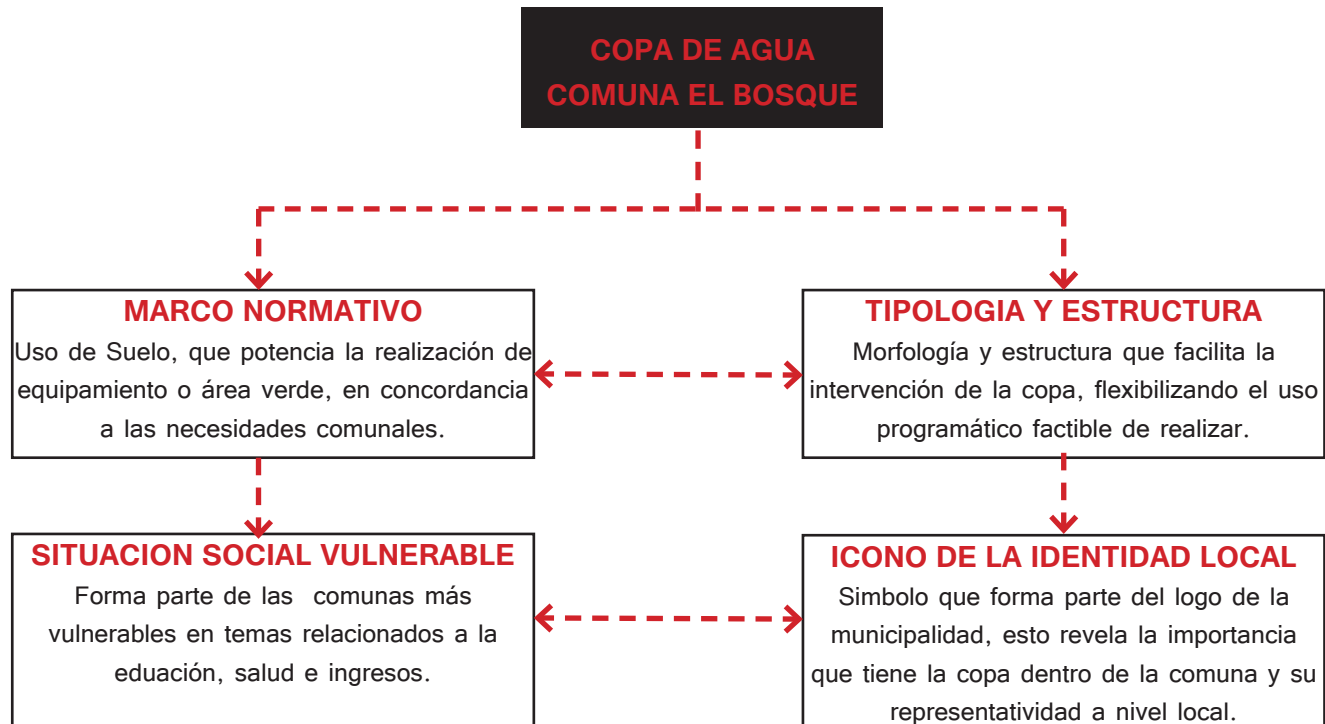 COPA DE AGUA
COMUNA EL BOSQUE
MARCO NORMATIVO
Uso de Suelo, que potencia la realización de
equipamiento o área verde, en concordancia
a las necesidades comunales.
TIPOLOGIA Y ESTRUCTURA
Morfología y estructura que facilita la
intervención de la copa, flexibilizando el uso
programático factible de realizar.
SITUACION SOCIAL VULNERABLE
Forma parte de las comunas más
vulnerables en temas relacionados a la
eduación, salud e ingresos.
ICONO DE LA IDENTIDAD LOCAL
Simbolo que forma parte del logo de la
municipalidad, esto revela la importancia
que tiene la copa dentro de la comuna y su
representatividad a nivel local.